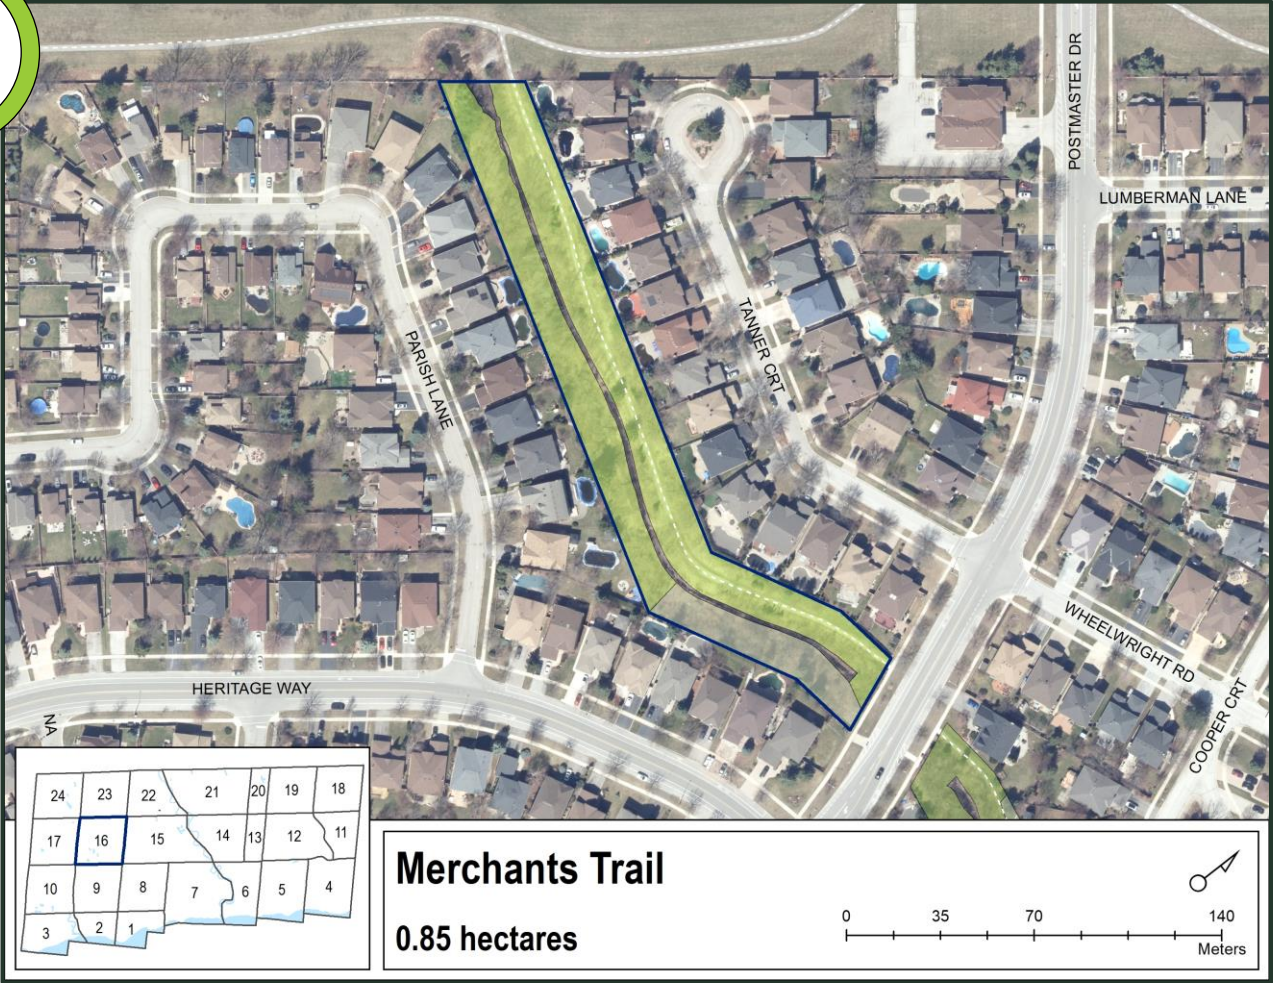 POSTMASTER DR
LUMBERMAN LANE
TANNER CRT
PARISH LANE
WHEELWRIGHT RD
HERITAGE WAY
COOPER CRT
NA
24 23 22 21 20 19 18
17 16 15 14 13 12 11
10 9 8 7 6 5 4
3 2 1
Merchants Trail
0.85 hectares
0 35 70 140
Meters